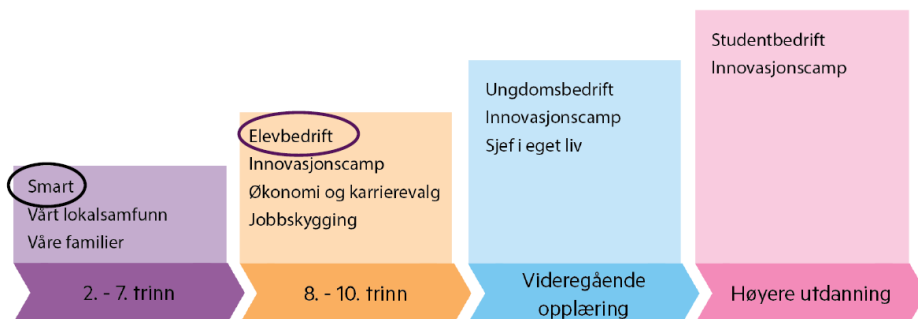 Smart
Vårt lokalsamfunn
Våre familier
2. - 7. trinn
Elevbedrift
Innovasjonscamp
Økonomi og karrierevalg
Jobbskygging
8. - 10. trinn
Ungdomsbedrift
Innovasjonscamp
Sjef i eget liv
Videregående
opplæring
Studentbedrift
Innovasjonscamp
Høyere utdanning